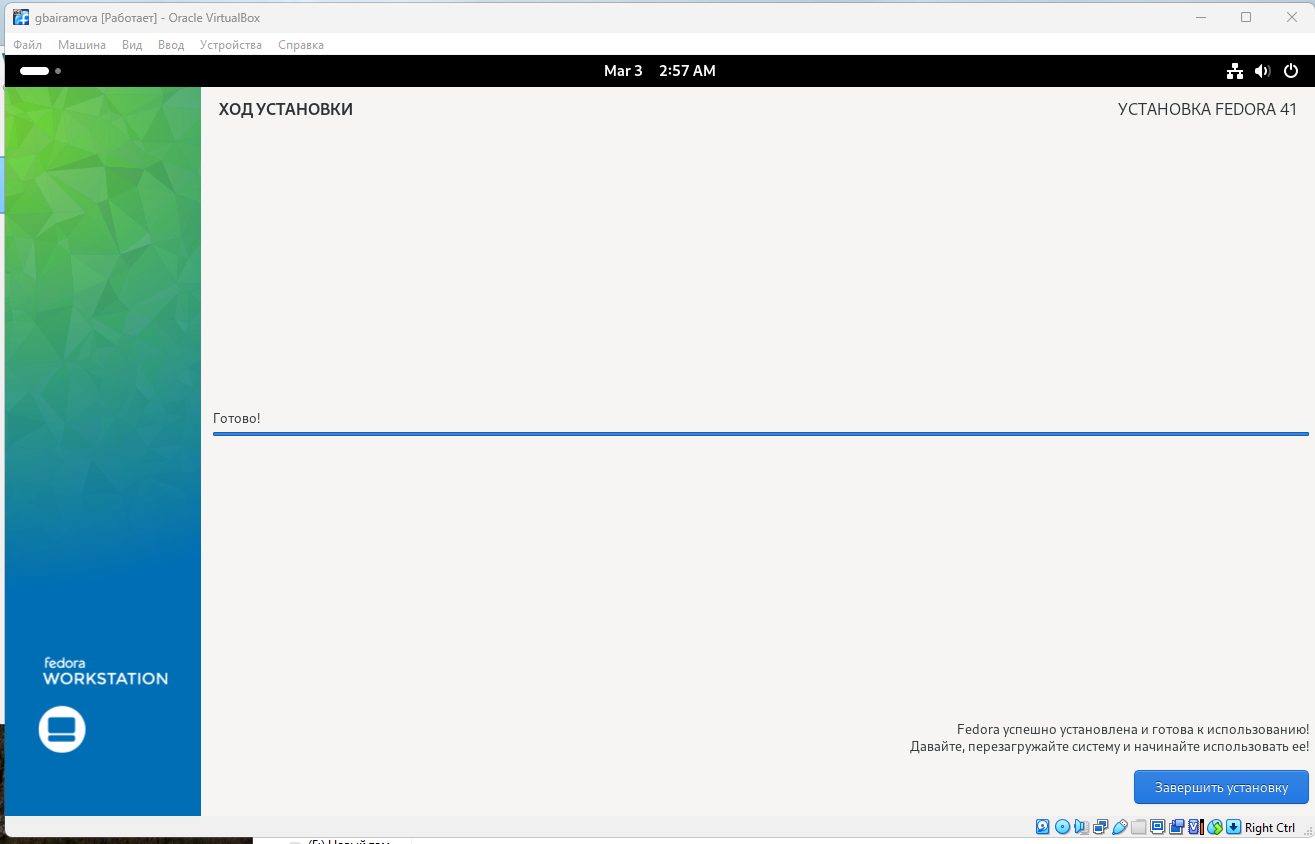 gbairamova [Работает] - Oracle VirtualBox
Файл Машина Вид Ввод Устройства Справка
Mar 3 2:57 AM
ХОД УСТАНОВКИ
УСТАНОВКА FEDORA 41
Готово!
fedora
WORKSTATION
Fedora успешно установлена и готова к использованию!
Давайте, перезагружайте систему и начинайте использовать ее!
Завершить установку
Right Ctrl